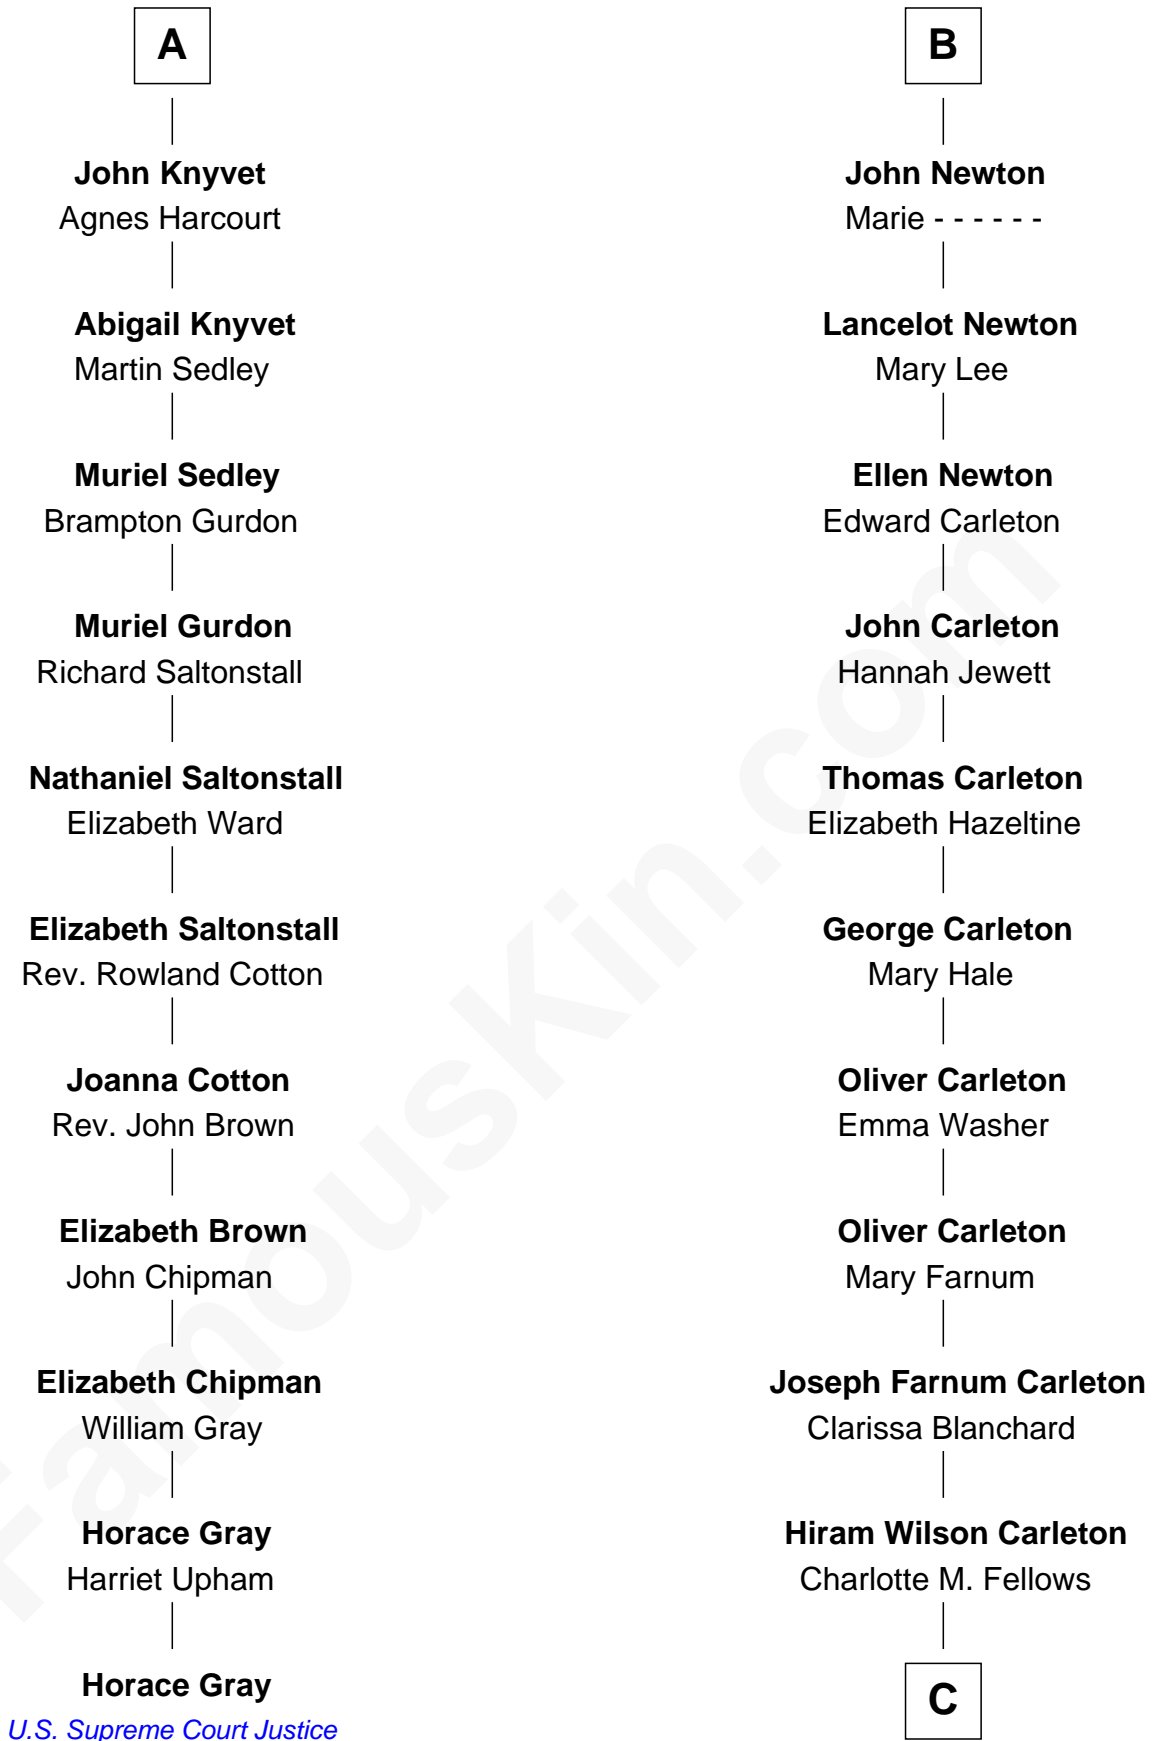 A
John Knyvet
Agnes Harcourt
Abigail Knyvet
Martin Sedley
Muriel Sedley
Brampton Gurdon
Muriel Gurdon
Richard Saltonstall
Nathaniel Saltonstall
Elizabeth Ward
Elizabeth Saltonstall
Rev. Rowland Cotton
Joanna Cotton
Rev. John Brown
Elizabeth Brown
John Chipman
Elizabeth Chipman
William Gray
Horace Gray
Harriet Upham
Horace Gray
U.S. Supreme Court Justice
B
John Newton
Marie - - - - - -
Lancelot Newton
Mary Lee
Ellen Newton
Edward Carleton
John Carleton
Hannah Jewett
Thomas Carleton
Elizabeth Hazeltine
George Carleton
Mary Hale
Oliver Carleton
Emma Washer
Oliver Carleton
Mary Farnum
Joseph Farnum Carleton
Clarissa Blanchard
Hiram Wilson Carleton
Charlotte M. Fellows
C
FamousKin.com